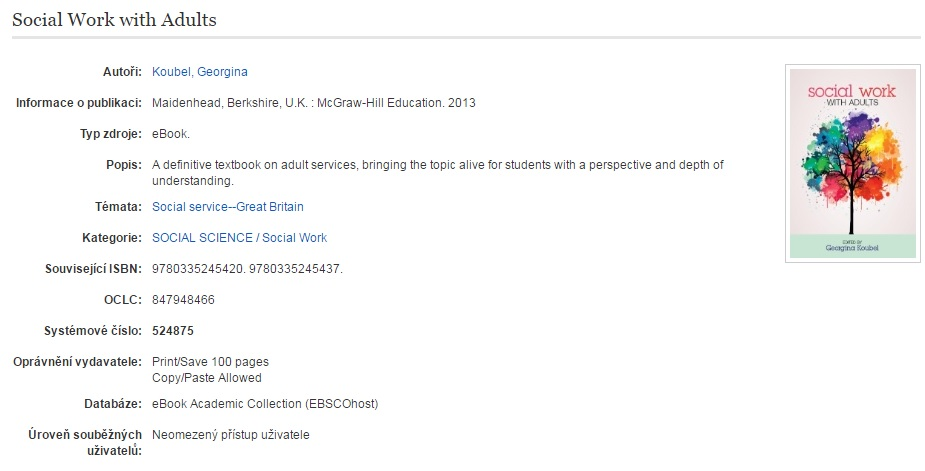 Social Work with Adults
Autoři: Koubel, Georgina
Informace o publikaci: Maidenhead, Berkshire, U.K. : McGraw-Hill Education. 2013
Typ zdroje: eBook.
Popis: A definitive textbook on adult services, bringing the topic alive for students with a perspective and depth of
understanding.
Témata: Social service--Great Britain
Kategorie: SOCIAL SCIENCE / Social Work
Související ISBN: 9780335245420. 9780335245437.
OCLC: 847948466
Systémové číslo: 524875
Oprávnění vydavatele: Print/Save 100 pages
Copy/Paste Allowed
Databáze: eBook Academic Collection (EBSCOhost)
Úroveň souběžných Neomezený přístup uživatele
uživatelů:
social work
WITH ADULTS
EDITED BY
Georgina Koubel